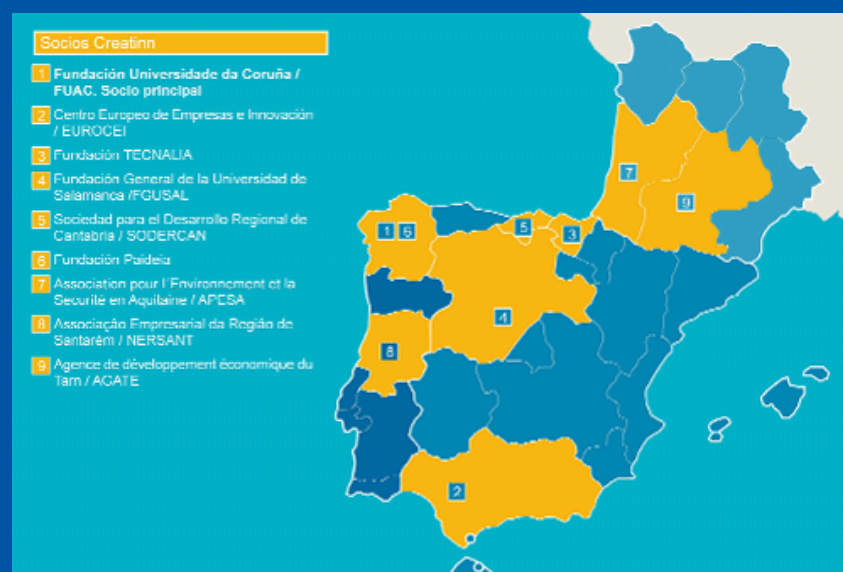 Socios Creatinn
1 Fundación Universidade da Coruña /
FUAC. Socio principal
2 Centro Europeo de Empresas e Innovación
/ EUROCEI
3 Fundación TECNALIA
4 Fundación General de la Universidad de
Salamanca /FGUSAL
5 Sociedad para el Desarrollo Regional de
Cantabria / SODERCAN
6 Fundación Paideia
7 Association pour l'Environnement et la
Securité en Aquitaine / APESA
8 Associação Empresarial da Região de
Santarém / NERSANT
9 Agence de développement économique du
Tarn / AGATE
7
9
1 6
5
3
4
8
2